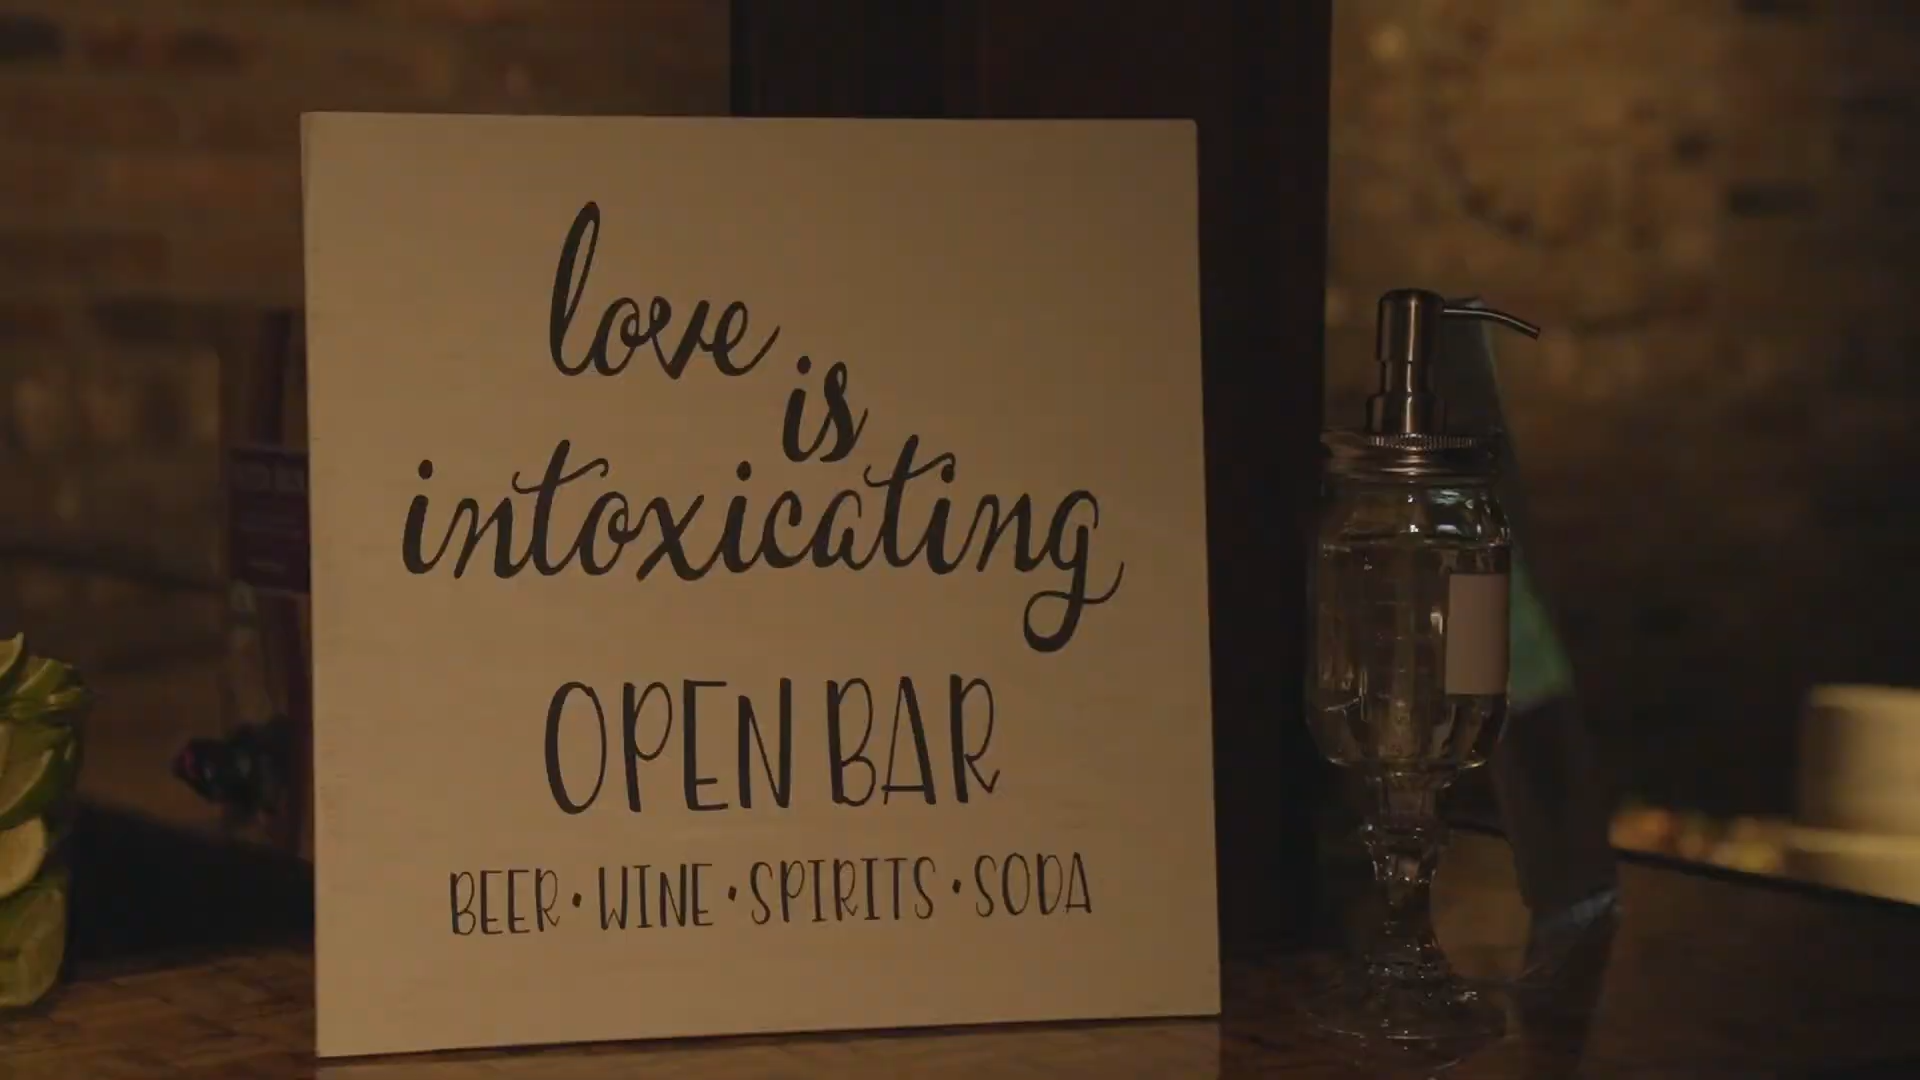 love
is
intoxicating
OPEN BAR
BEER · WINE · SPIRITS · SODA